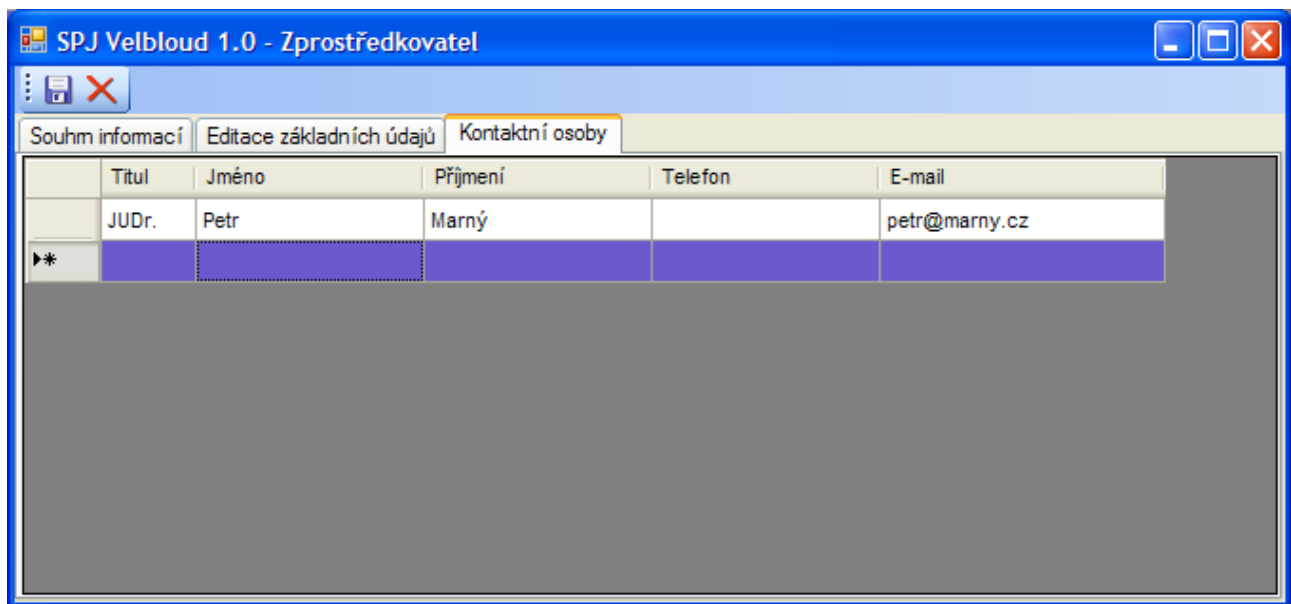 SPJ Velbloud 1.0 - Zprostředkovatel
Souhrn informací Editace základních údajů Kontaktní osoby
Titul Jméno Příjmení Telefon E-mail
JUDr. Petr Marný petr@marny.cz